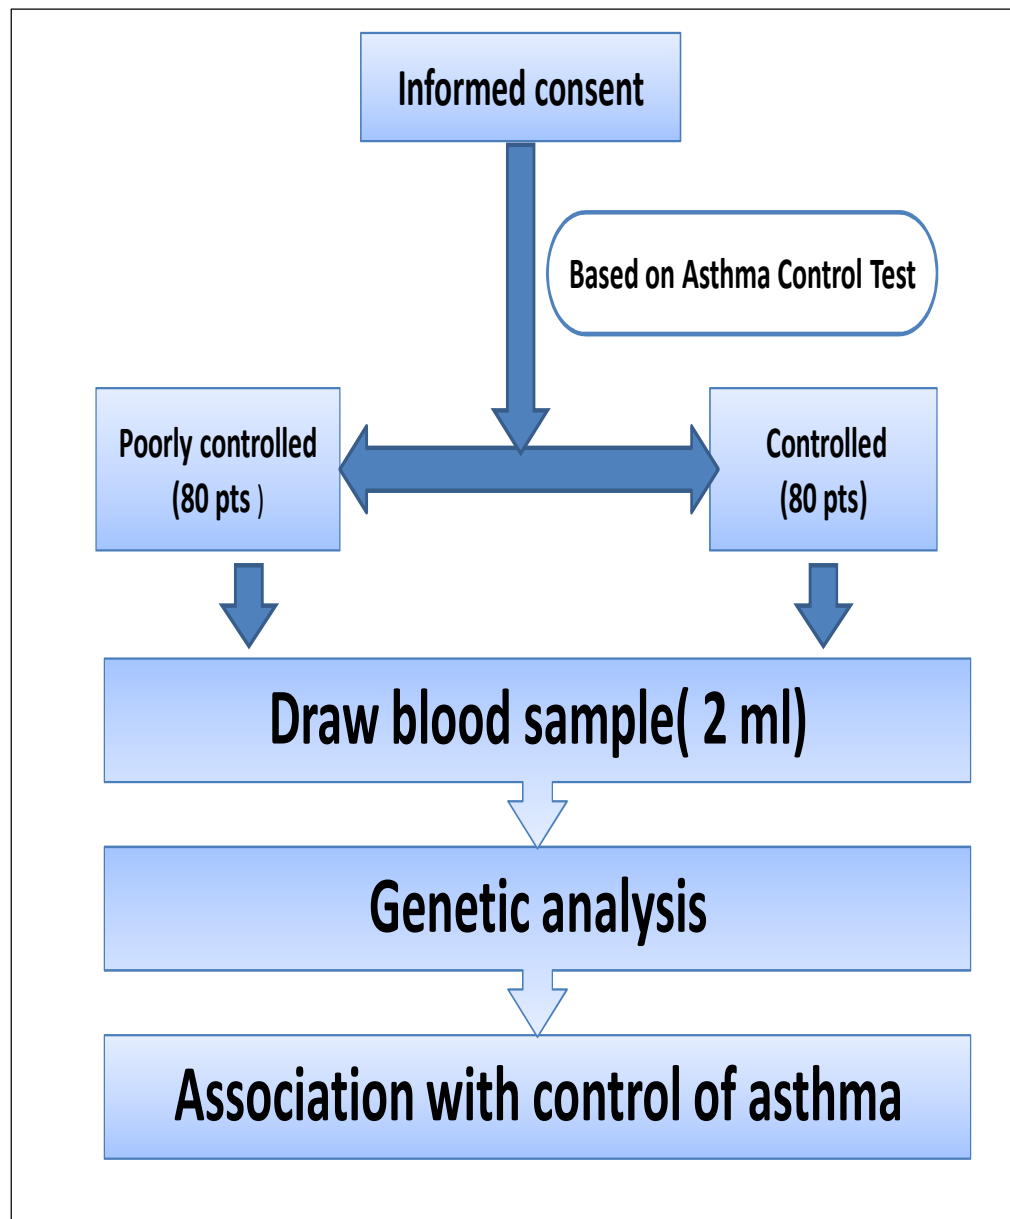 Informed consent
Based on Asthma Control Test
Poorly controlled
(80 pts )
Controlled
(80 pts)
Draw blood sample( 2 ml)
Genetic analysis
Association with control of asthma